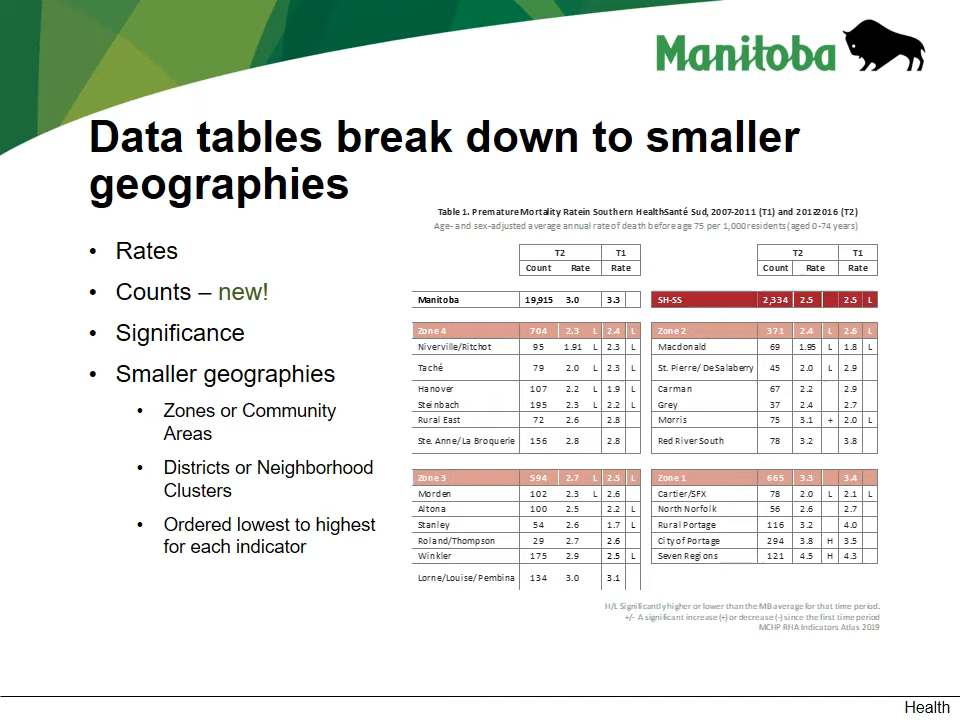 Manitoba
Data tables break down to smaller
geographies
• Rates
• Counts – new!
• Significance
• Smaller geographies
• Zones or Community
Areas
• Districts or Neighborhood
Clusters
• Ordered lowest to highest
for each indicator
Table 1. Premature Mortality Ratein Southern HealthSanté Sud, 2007-2011 (T1) and 2012-2016 (T2)
Age- and sex-adjusted average annual rate of death before age 75 per 1,000 residents (aged 0-74 years)
T2 T1
Count Rate Rate
Manitoba 19,915 3.0 3.3
Zone 4 704 2.3 L 2.4 L
Niverville/Ritchot 95 1.91 L 2.3 L
Taché 79 2.0 L 2.3 L
Hanover 107 2.2 L 1.9 L
Steinbach 195 2.3 L 2.2 L
Rural East 72 2.6 2.8
Ste. Anne/La Broquerie 156 2.8 2.8
Zone 3 594 2.7 L 2.5 L
Morden 102 2.3 L 2.6
Altona 100 2.5 2.2 L
Stanley 54 2.6 1.7 L
Roland/Thompson 29 2.7 2.6
Winkler 175 2.9 2.5 L
Lorne/Louise/Pembina 134 3.0 3.1
T2 T1
Count Rate Rate
SH-SS 2,334 2.5 2.5 L
Zone 2 371 2.4 L 2.6 L
Macdonald 69 1.95 L 1.8 L
St. Pierre/ De Salaberry 45 2.0 L 2.9
Carman 67 2.2 2.9
Grey 37 2.4 2.7
Morris 75 3.1 + 2.0 L
Red River South 78 3.2 3.8
Zone 1 665 3.3 3.4
Cartier/SFX 78 2.0 L 2.1 L
North Norfolk 56 2.6 2.7
Rural Portage 116 3.2 4.0
City of Portage 294 3.8 H 3.5
Seven Regions 121 4.5 H 4.3
H/L Significantly higher or lower than the MB average for that time period.
+/- A significant increase (+) or decrease (-) since the first time period
MCHP RHA Indicators Atlas 2019
Health